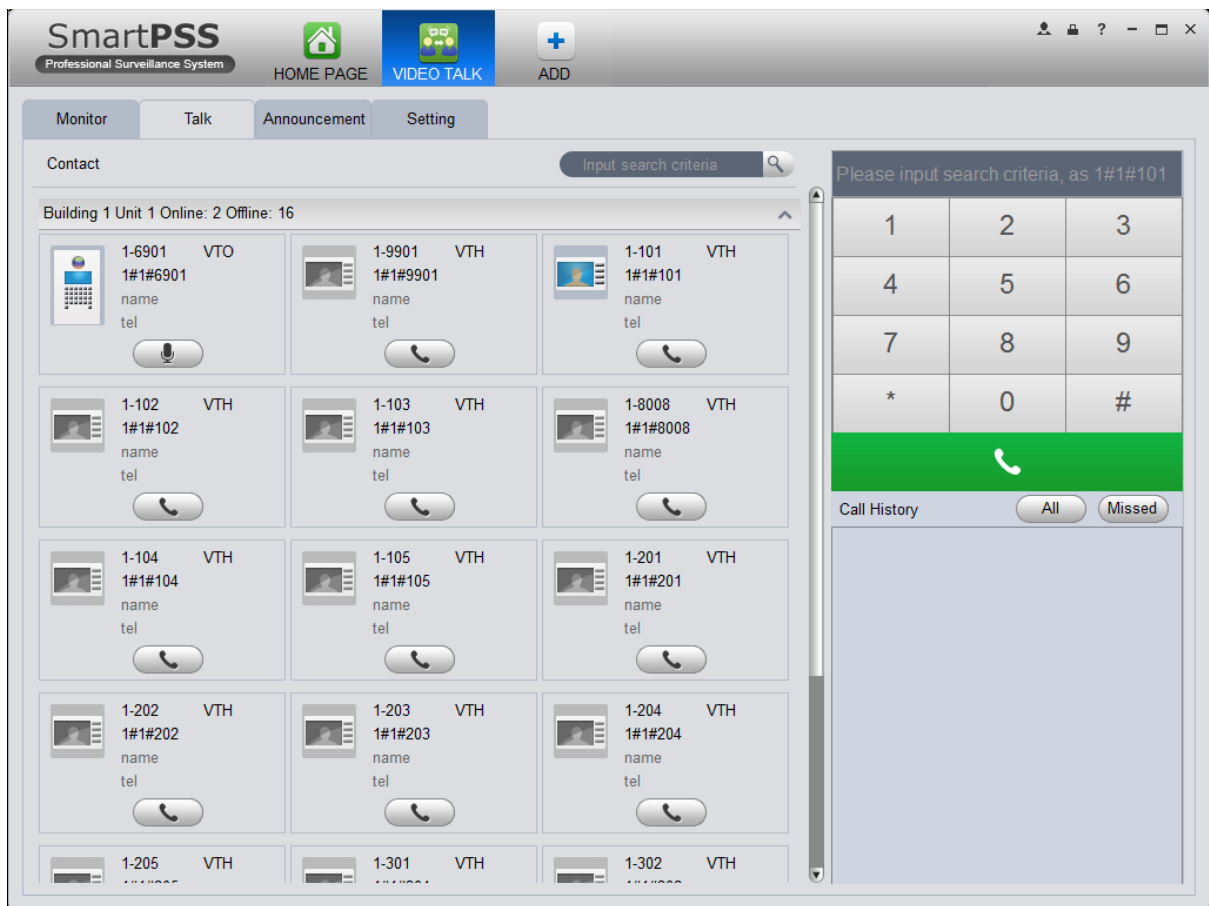 SmartPSS
Professional Surveillance System
HOME PAGE
VIDEO TALK
ADD
?
Monitor
Talk
Announcement
Setting
Contact
Input search criteria
Please input search criteria, as 1#1#101
Building 1 Unit 1 Online: 2 Offline: 16
1-6901 VTO
1#1#6901
name
tel
1-9901 VTH
1#1#9901
name
tel
1-101 VTH
1#1#101
name
tel
1-102 VTH
1#1#102
name
tel
1-103 VTH
1#1#103
name
tel
1-8008 VTH
1#1#8008
name
tel
1-104 VTH
1#1#104
name
tel
1-105 VTH
1#1#105
name
tel
1-201 VTH
1#1#201
name
tel
1-202 VTH
1#1#202
name
tel
1-203 VTH
1#1#203
name
tel
1-204 VTH
1#1#204
name
tel
1-205 VTH
1-301 VTH
1-302 VTH
1 2 3
4 5 6
7 8 9
* 0 #
Call History
All
Missed